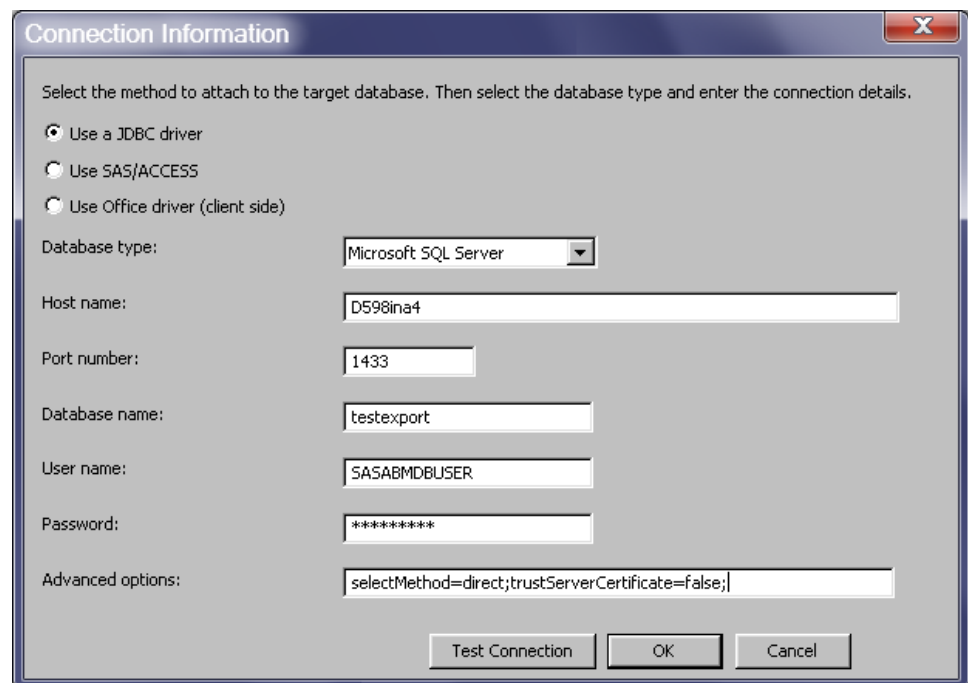 Connection Information
Select the method to attach to the target database. Then select the database type and enter the connection details.
Use a JDBC driver
Use SAS/ACCESS
Use Office driver (client side)
Database type: Microsoft SQL Server
Host name: D598ina4
Port number: 1433
Database name: testexport
User name: SASABMDBUSER
Password: *********
Advanced options: selectMethod=direct;trustServerCertificate=false;
Test Connection OK Cancel